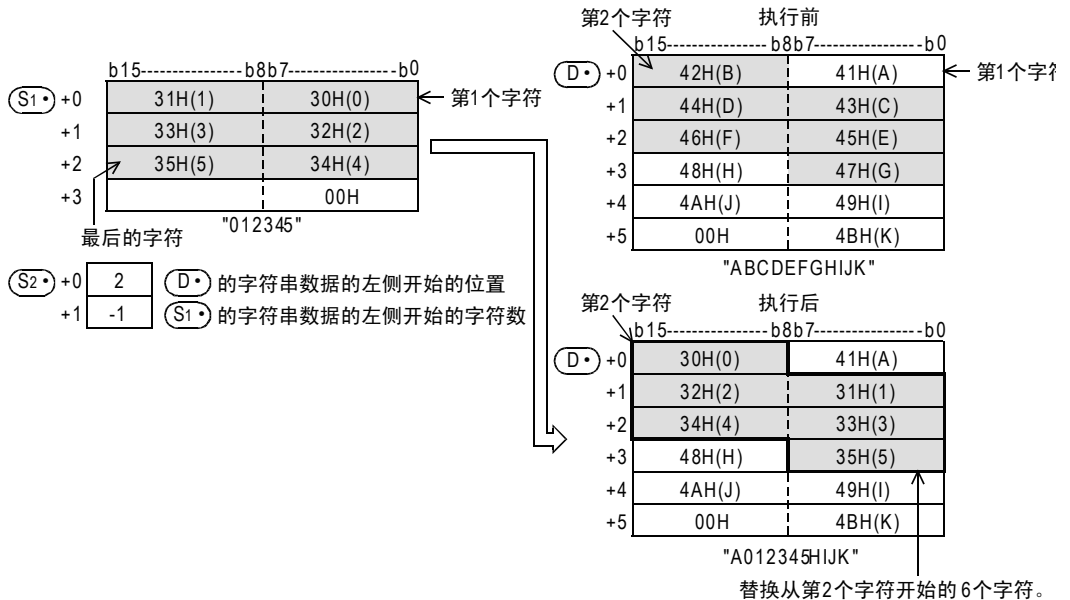 b15---------------b8b7----------------b0
S1• +0 31H(1) 30H(0) 第1个字符
+1 33H(3) 32H(2)
+2 35H(5) 34H(4)
+3 00H
最后的字符 "012345"
S2• +0 2 D• 的字符串数据的左侧开始的位置
+1 -1 S1• 的字符串数据的左侧开始的字符数
第2个字符 执行前
b15---------------b8b7----------------b0
D• +0 42H(B) 41H(A) 第1个字
+1 44H(D) 43H(C)
+2 46H(F) 45H(E)
+3 48H(H) 47H(G)
+4 4AH(J) 49H(I)
+5 00H 4BH(K)
"ABCDEFGHIJK"
第2个字符 执行后
b15---------------b8b7----------------b0
D• +0 30H(0) 41H(A)
+1 32H(2) 31H(1)
+2 34H(4) 33H(3)
+3 48H(H) 35H(5)
+4 4AH(J) 49H(I)
+5 00H 4BH(K)
"A012345HIJK"
替换从第2个字符开始的6个字符。